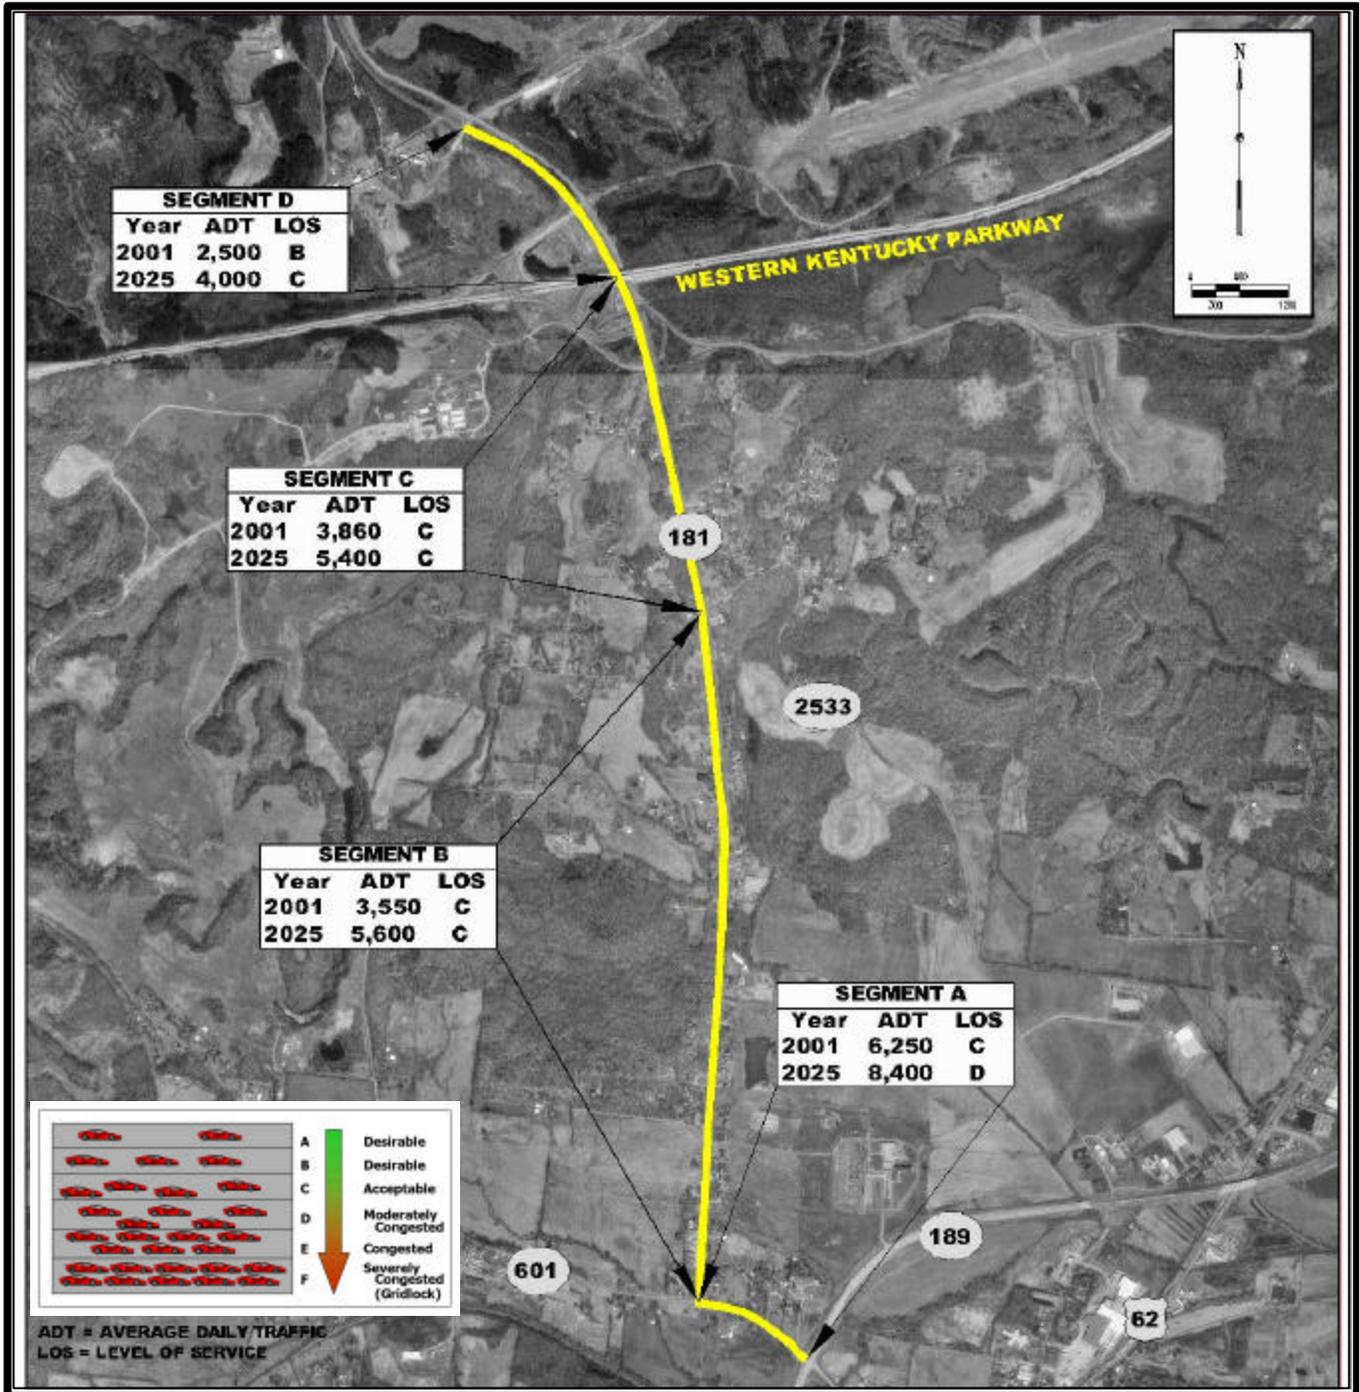 N
SEGMENT D
Year ADT LOS
2001 2,500 B
2025 4,000 C
WESTERN KENTUCKY PARKWAY
SEGMENT C
Year ADT LOS
2001 3,860 C
2025 5,400 C
181
2533
SEGMENT B
Year ADT LOS
2001 3,550 C
2025 5,600 C
SEGMENT A
Year ADT LOS
2001 6,250 C
2025 8,400 D
A Desirable
B Desirable
C Acceptable
D Moderately
Congested
E Congested
F Severely
Congested
(Gridlock)
189
601
62
ADT = AVERAGE DAILY TRAFFIC
LOS = LEVEL OF SERVICE